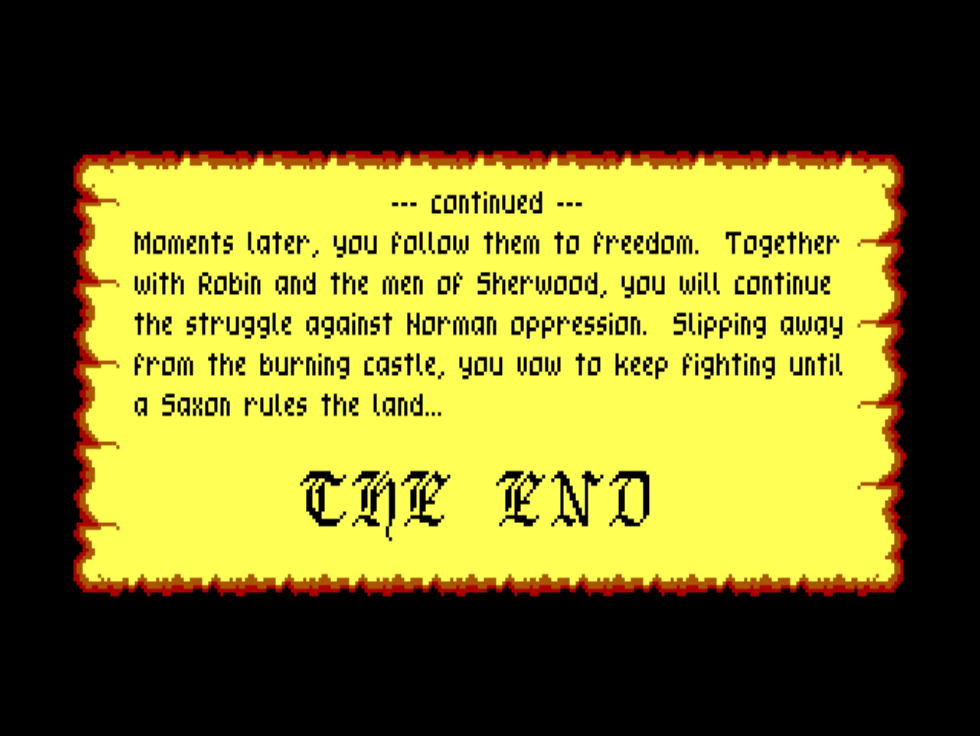 --- continued ---
Moments later, you follow them to freedom.  Together
with Robin and the men of Sherwood, you will continue
the struggle against Norman oppression.  Slipping away
from the burning castle, you vow to keep fighting until
a Saxon rules the land...
THE END